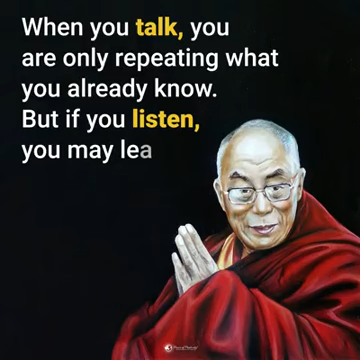 When you talk, you
are only repeating what
you already know.
But if you listen,
you may lea